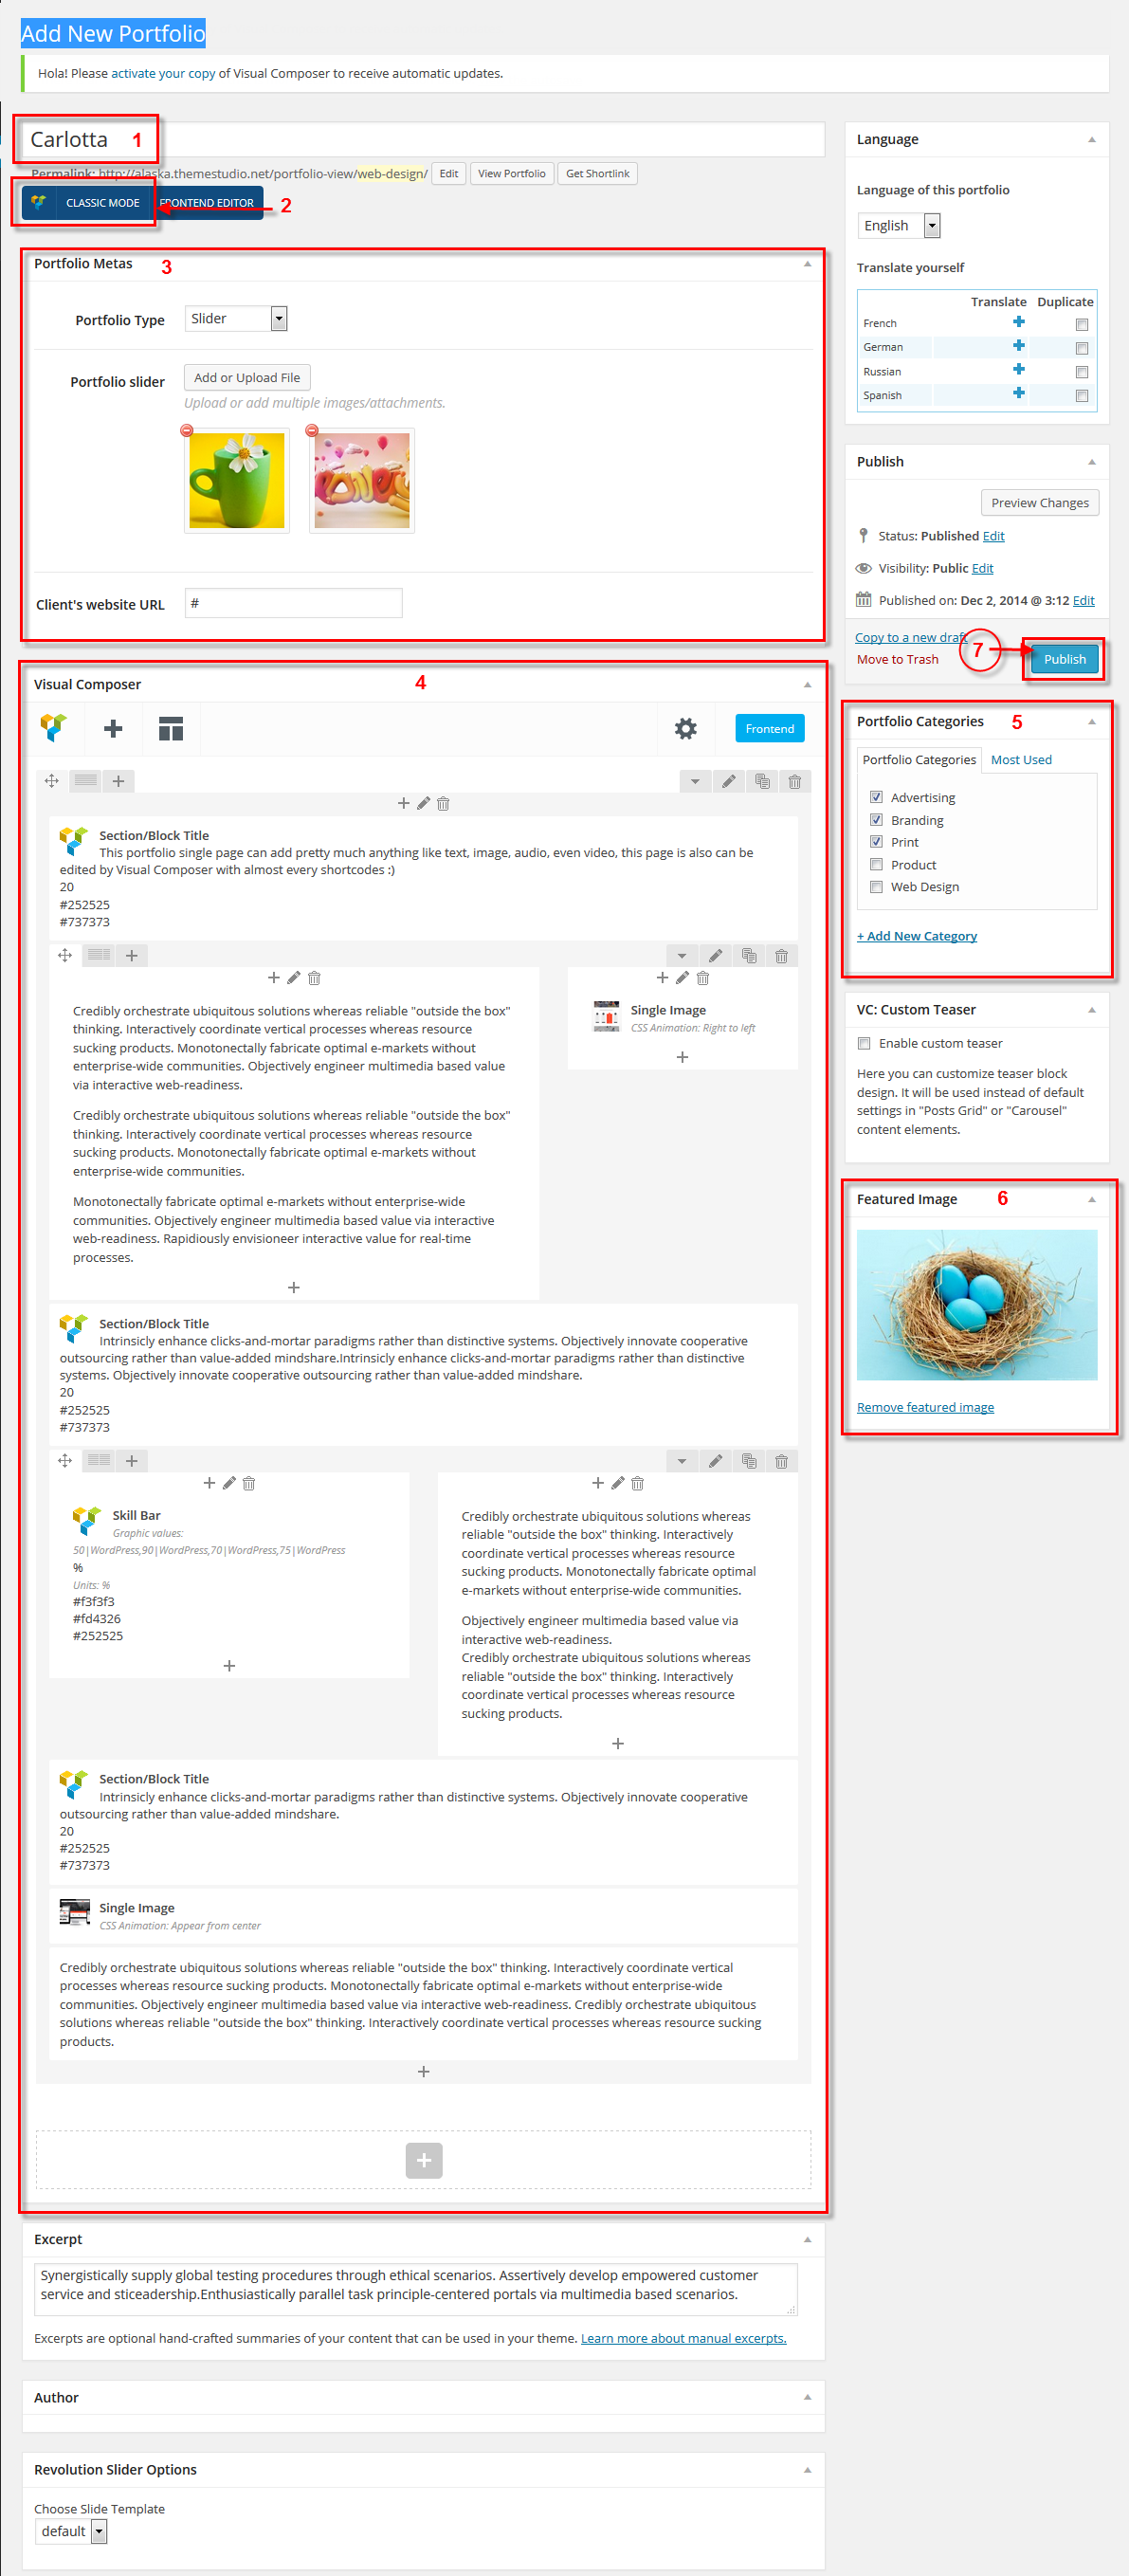 Add New Portfolio
Hola! Please activate your copy of Visual Composer to receive automatic updates.
Carlotta 1
Permalink: http://alaska.themestudio.net/portfolio-view/web-design/ Edit View Portfolio Get Shortlink
CLASSIC MODE FRONTEND EDITOR 2
Portfolio Metas 3
Portfolio Type Slider
Portfolio slider Add or Upload File
Upload or add multiple images/attachments.
Client's website URL #
Visual Composer 4
Frontend
Section/Block Title
This portfolio single page can add pretty much anything like text, image, audio, even video, this page is also can be
edited by Visual Composer with almost every shortcodes :)
20
#252525
#737373
Credibly orchestrate ubiquitous solutions whereas reliable "outside the box"
thinking. Interactively coordinate vertical processes whereas resource
sucking products. Monotonectally fabricate optimal e-markets without
enterprise-wide communities. Objectively engineer multimedia based value
via interactive web-readiness.
Credibly orchestrate ubiquitous solutions whereas reliable "outside the box"
thinking. Interactively coordinate vertical processes whereas resource
sucking products. Monotonectally fabricate optimal e-markets without
enterprise-wide communities.
Monotonectally fabricate optimal e-markets without enterprise-wide
communities. Objectively engineer multimedia based value via interactive
web-readiness. Rapidiously envisioneer interactive value for real-time
processes.
Single Image
CSS Animation: Right to left
Section/Block Title
Intrinsicly enhance clicks-and-mortar paradigms rather than distinctive systems. Objectively innovate cooperative
outsourcing rather than value-added mindshare.Intrinsicly enhance clicks-and-mortar paradigms rather than distinctive
systems. Objectively innovate cooperative outsourcing rather than value-added mindshare.
20
#252525
#737373
Skill Bar
Graphic values:
50|WordPress,90|WordPress,70|WordPress,75|WordPress
%
Units: %
#f3f3f3
#fd4326
#252525
Credibly orchestrate ubiquitous solutions whereas
reliable "outside the box" thinking. Interactively
coordinate vertical processes whereas resource
sucking products. Monotonectally fabricate optimal
e-markets without enterprise-wide communities.
Objectively engineer multimedia based value via
interactive web-readiness.
Credibly orchestrate ubiquitous solutions whereas
reliable "outside the box" thinking. Interactively
coordinate vertical processes whereas resource
sucking products.
Section/Block Title
Intrinsicly enhance clicks-and-mortar paradigms rather than distinctive systems. Objectively innovate cooperative
outsourcing rather than value-added mindshare.
20
#252525
#737373
Single Image
CSS Animation: Appear from center
Credibly orchestrate ubiquitous solutions whereas reliable "outside the box" thinking. Interactively coordinate vertical
processes whereas resource sucking products. Monotonectally fabricate optimal e-markets without enterprise-wide
communities. Objectively engineer multimedia based value via interactive web-readiness. Credibly orchestrate ubiquitous
solutions whereas reliable "outside the box" thinking. Interactively coordinate vertical processes whereas resource sucking
products.
Excerpt
Synergistically supply global testing procedures through ethical scenarios. Assertively develop empowered customer
service and sticeadership.Enthusiastically parallel task principle-centered portals via multimedia based scenarios.
Excerpts are optional hand-crafted summaries of your content that can be used in your theme. Learn more about manual excerpts.
Author
Revolution Slider Options
Choose Slide Template
default
Language
Language of this portfolio
English
Translate yourself
Translate Duplicate
French
German
Russian
Spanish
Publish
Preview Changes
Status: Published Edit
Visibility: Public Edit
Published on: Dec 2, 2014 @ 3:12 Edit
Copy to a new draft
Move to Trash 7 Publish
Portfolio Categories 5
Portfolio Categories Most Used
Advertising
Branding
Print
Product
Web Design
+ Add New Category
VC: Custom Teaser
Enable custom teaser
Here you can customize teaser block
design. It will be used instead of default
settings in "Posts Grid" or "Carousel"
content elements.
Featured Image 6
Remove featured image